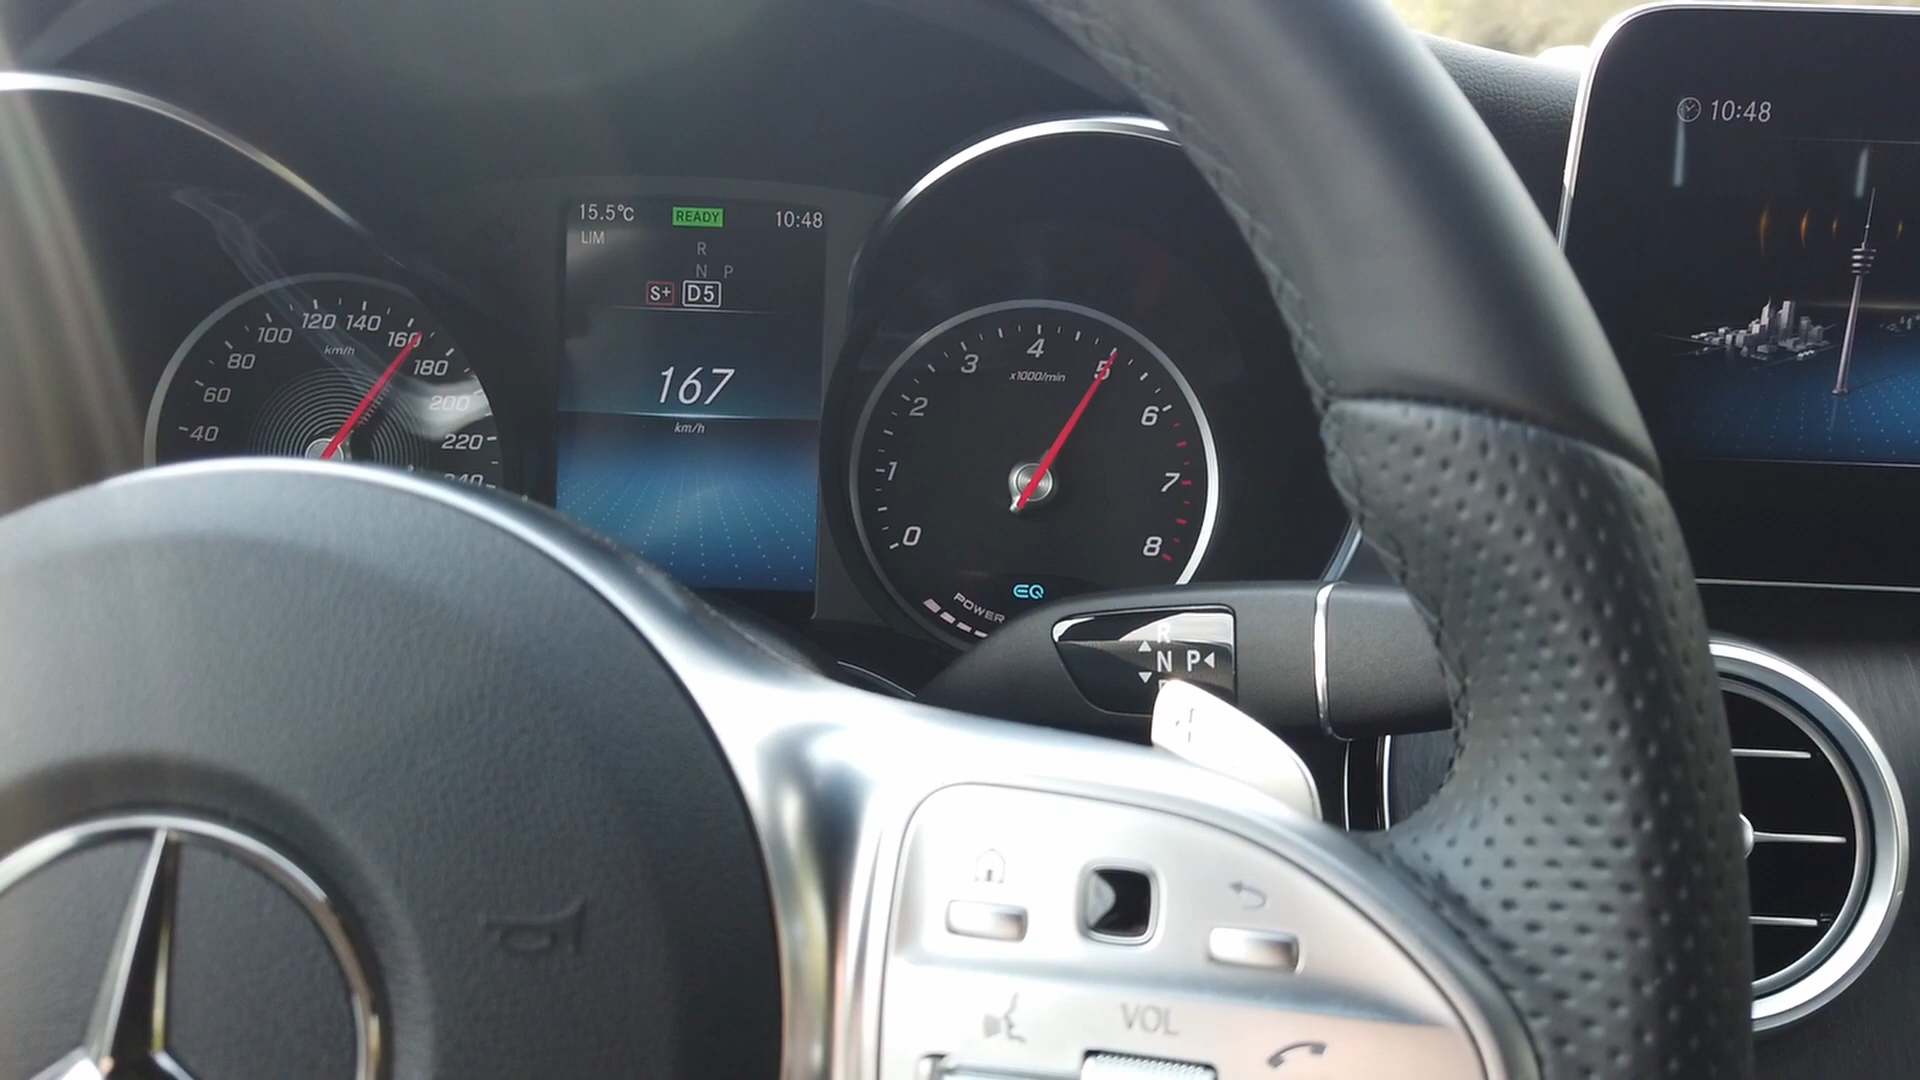 10:48
15.5°C READY 10:48
LIM
R
N P
S+ D5
167
km/h
40 60 80 100 120 140 160 180 200 220 240
km/h
0 1 2 3 4 5 6 7 8
x1000/min
EQ
POWER
R
N P
VOL